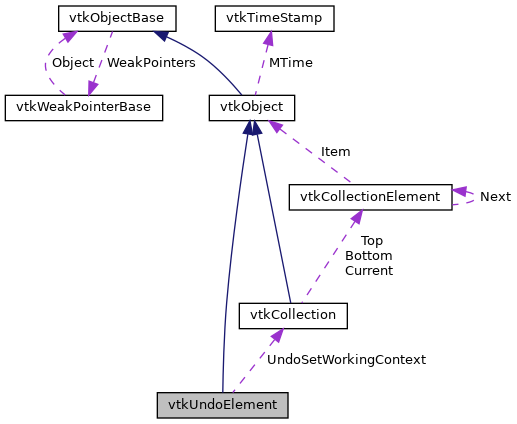 vtkObjectBase
vtkTimeStamp
Object
WeakPointers
MTime
vtkWeakPointerBase
vtkObject
Item
vtkCollectionElement
Next
Top
Bottom
Current
vtkCollection
UndoSetWorkingContext
vtkUndoElement